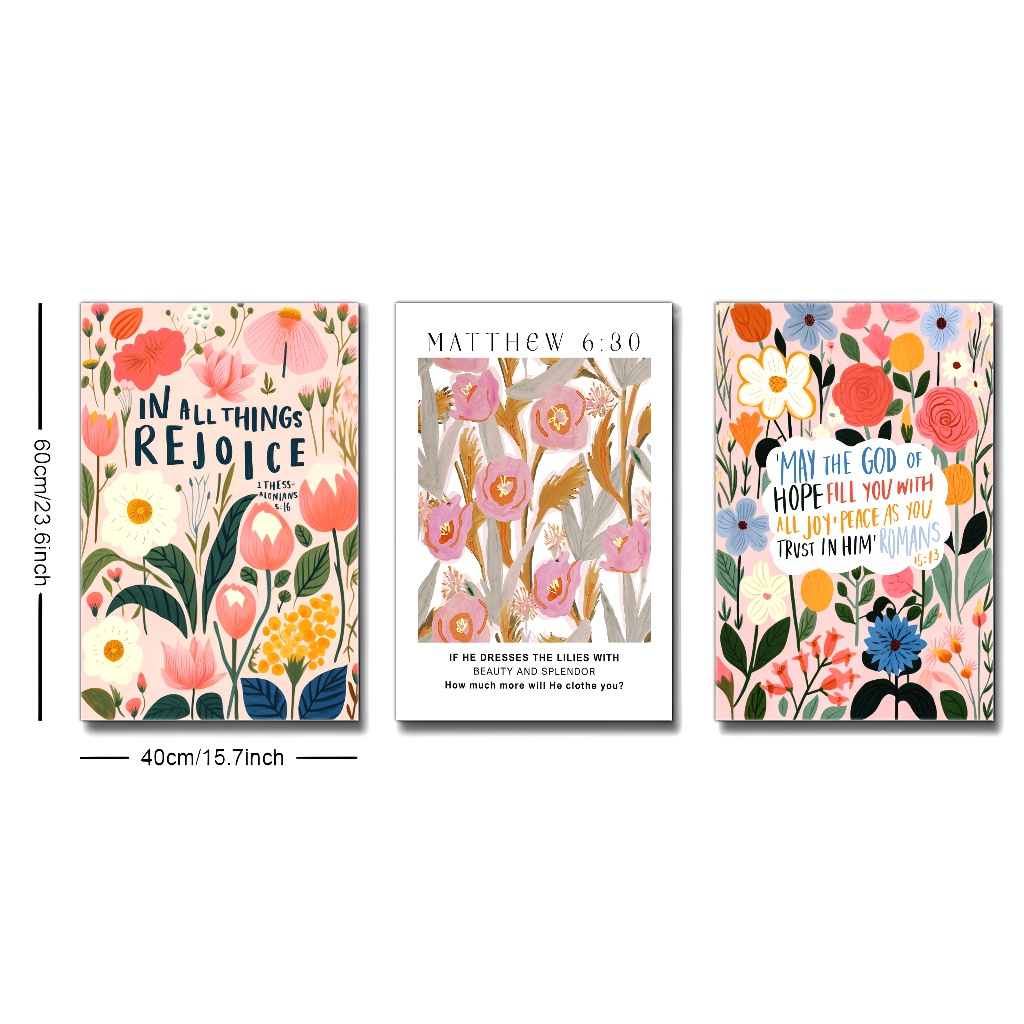 60cm/23.6inch
IN ALL THINGS
REJOICE
1 THESS-
ALONIANS
5:16
MATTHEW 6:30
IF HE DRESSES THE LILIES WITH
BEAUTY AND SPLENDOR
How much more will He clothe you?
'MAY THE GOD OF
HOPE FILL YOU WITH
ALL JOY & PEACE AS YOU
TRUST IN HIM' ROMANS
15:13
40cm/15.7inch